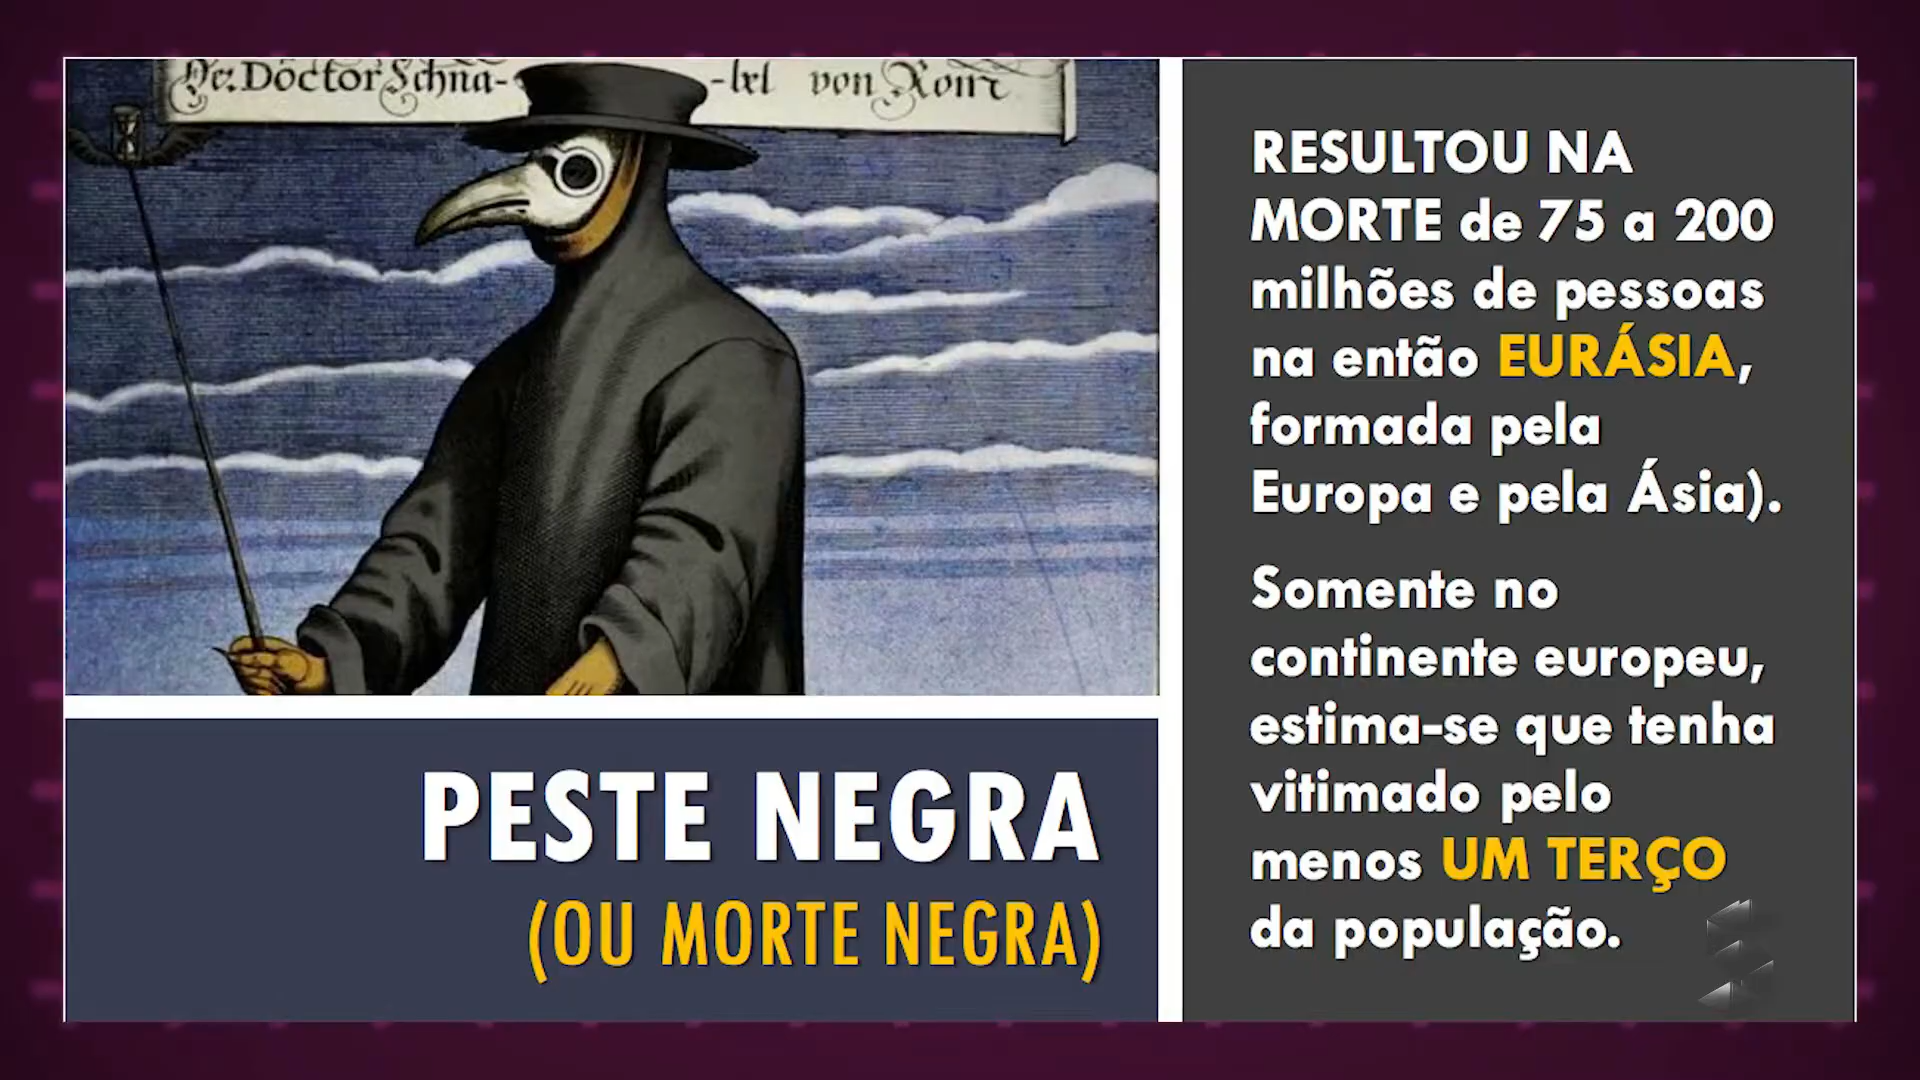 Der Doctor Schna- -bel von Rom
PESTE NEGRA
(OU MORTE NEGRA)
RESULTOU NA
MORTE de 75 a 200
milhões de pessoas
na então EURÁSIA,
formada pela
Europa e pela Ásia).
Somente no
continente europeu,
estima-se que tenha
vitimado pelo
menos UM TERÇO
da população.